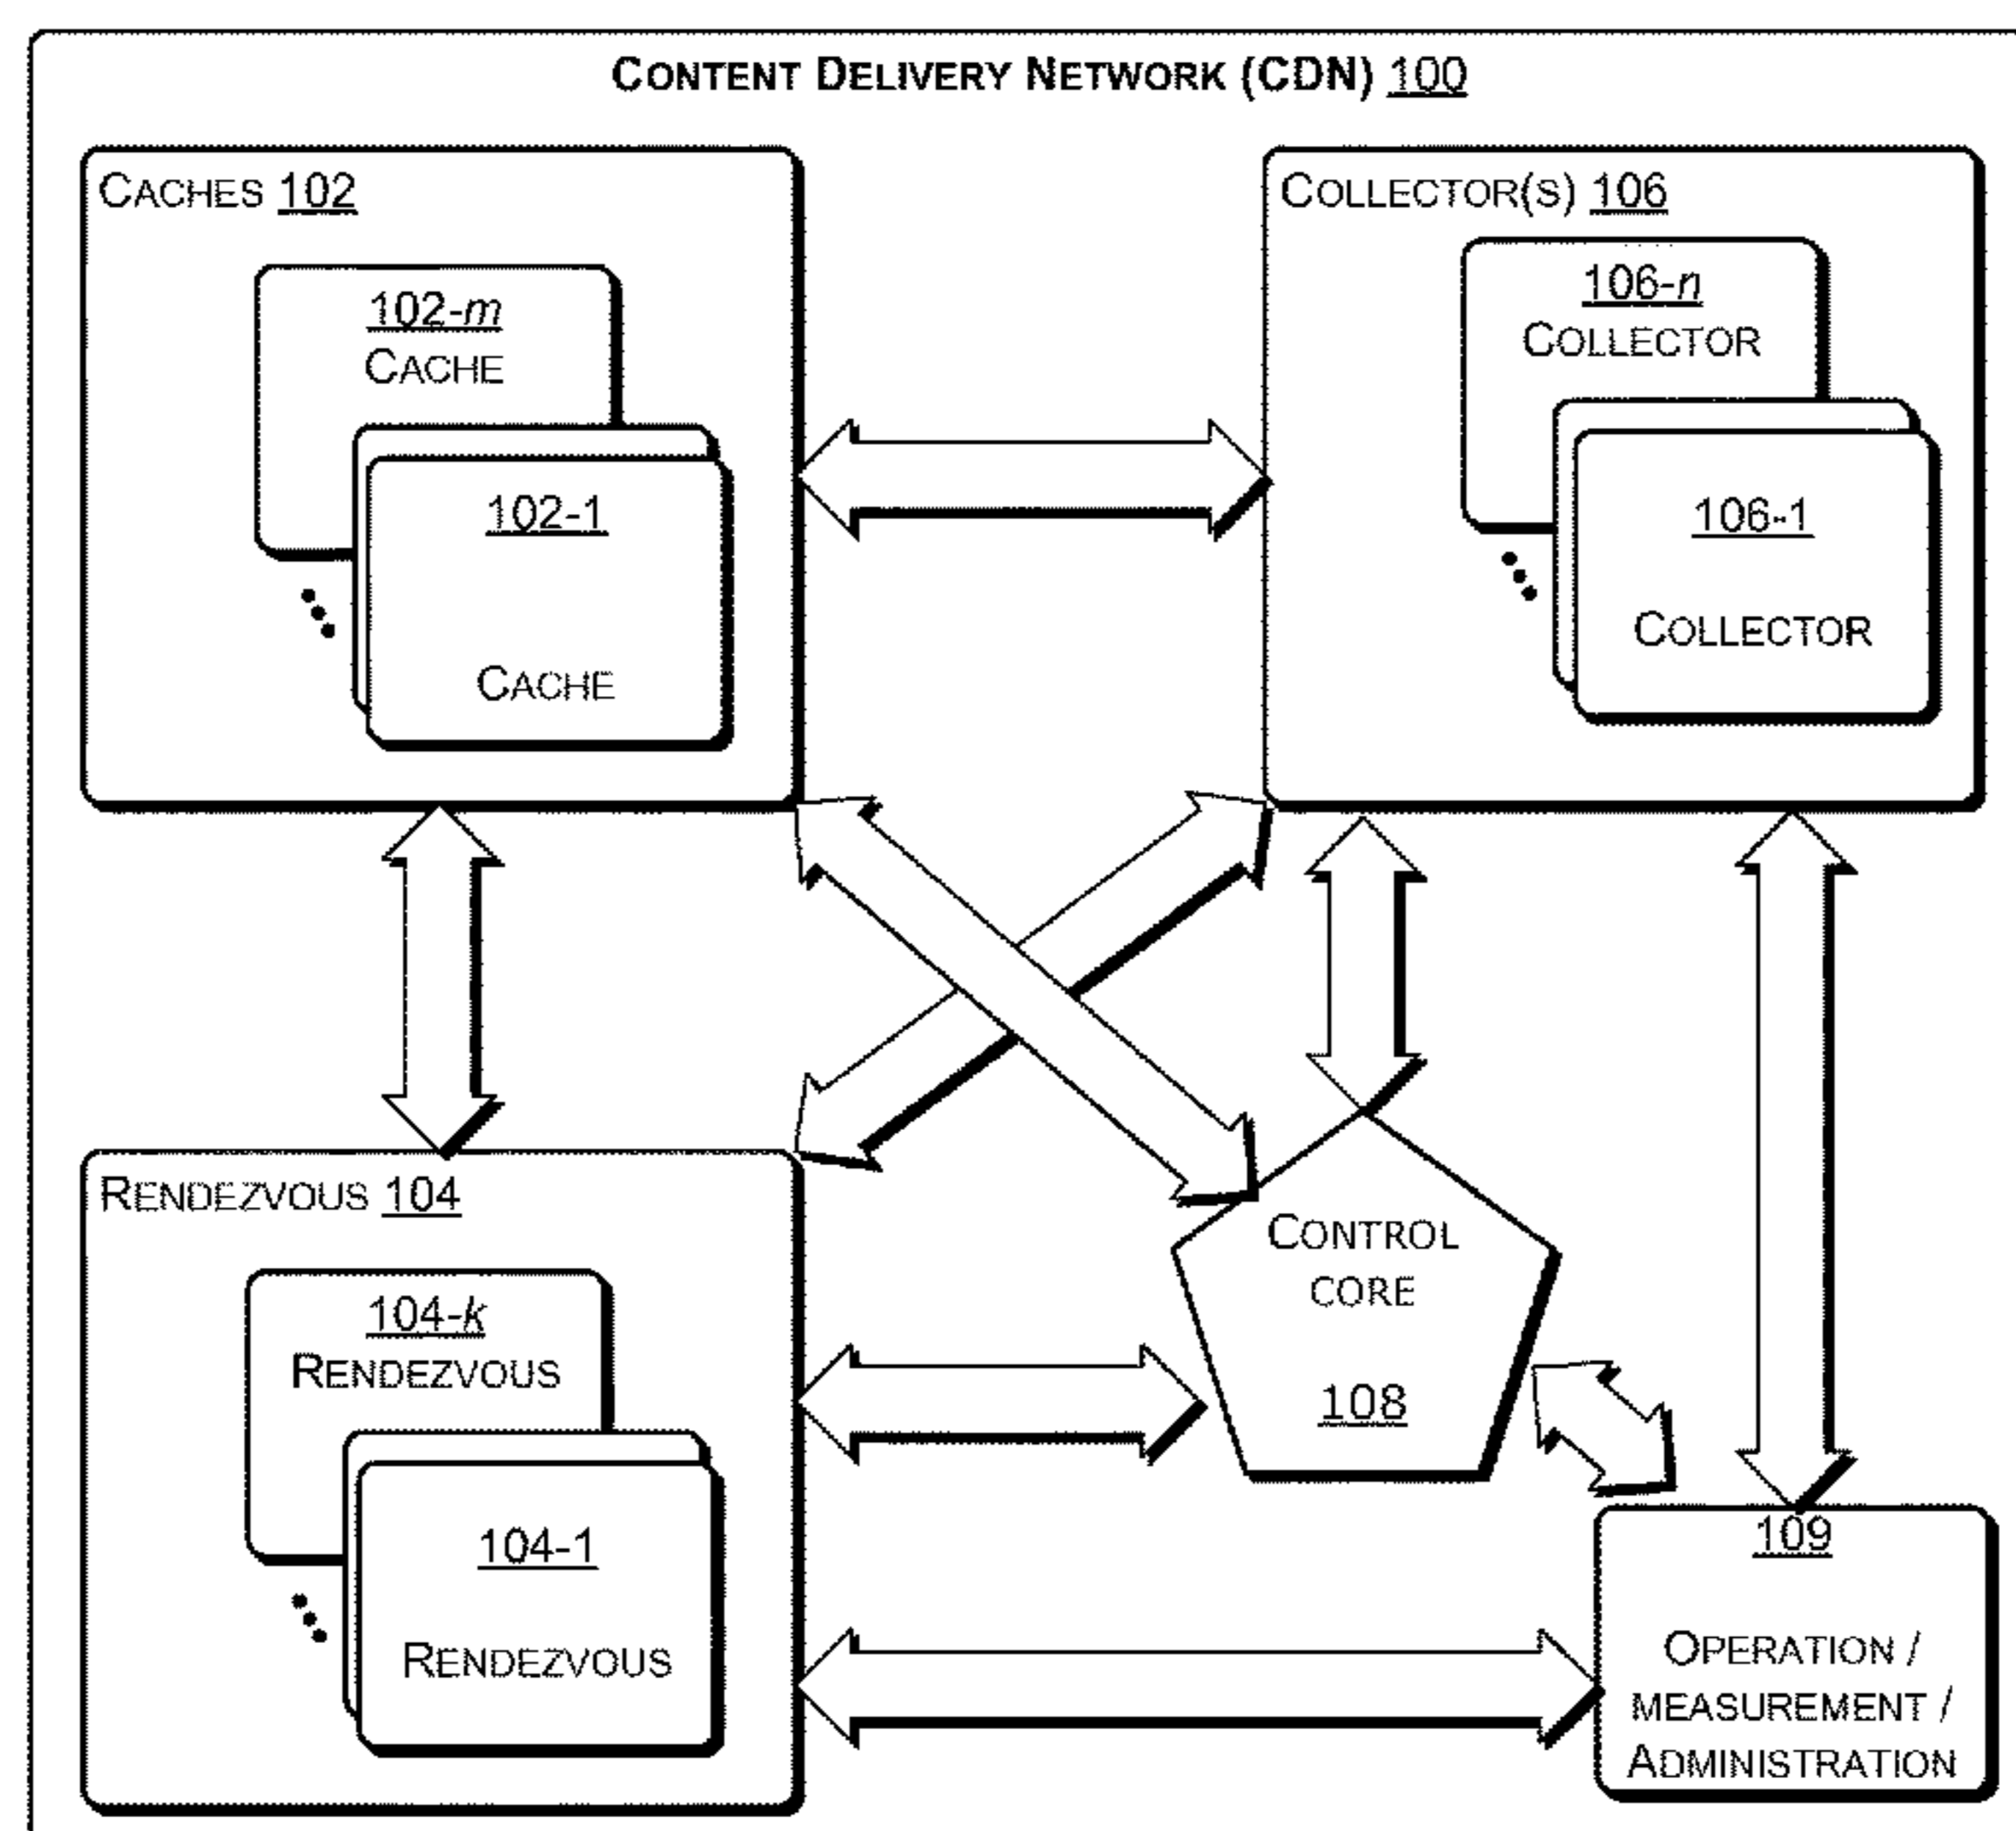 CONTENT DELIVERY NETWORK (CDN) 100
CACHES 102
102-m
CACHE
102-1
CACHE
COLLECTOR(S) 106
106-n
COLLECTOR
106-1
COLLECTOR
RENDEZVOUS 104
104-k
RENDEZVOUS
104-1
RENDEZVOUS
CONTROL
CORE
108
109
OPERATION /
MEASUREMENT /
ADMINISTRATION